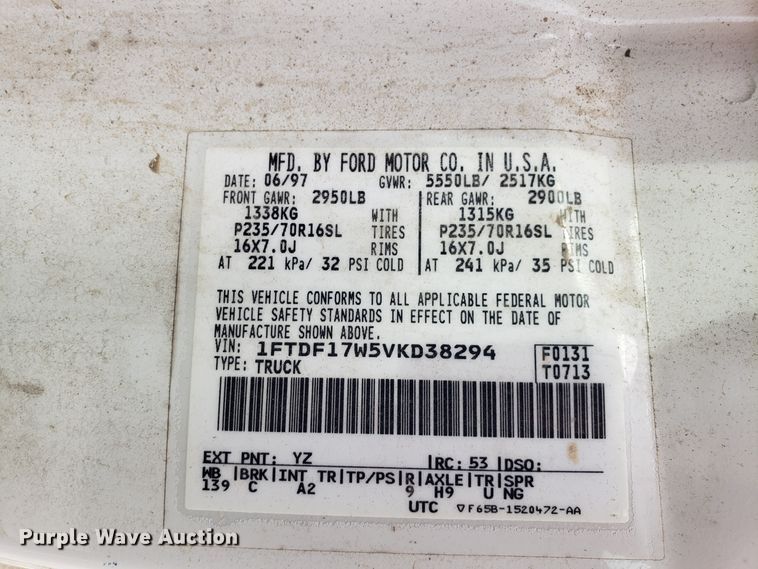 MFD. BY FORD MOTOR CO. IN U.S.A.
DATE: 06/97 GVWR: 5550LB/ 2517KG
FRONT GAWR: 2950LB REAR GAWR: 2900LB
1338KG WITH 1315KG WITH
P235/70R16SL TIRES P235/70R16SL TIRES
16X7.0J RIMS 16X7.0J RIMS
AT 221 kPa/ 32 PSI COLD AT 241 kPa/ 35 PSI COLD
THIS VEHICLE CONFORMS TO ALL APPLICABLE FEDERAL MOTOR
VEHICLE SAFETY STANDARDS IN EFFECT ON THE DATE OF
MANUFACTURE SHOWN ABOVE.
VIN: 1FTDF17W5VKD38294 F0131
TYPE: TRUCK T0713
EXT PNT: YZ RC: 53 DSO:
WB BRK INT TR TP/PS R AXLE TR SPR
139 C A2 9 H9 U NG
UTC ▽F65B-1520472-AA
Purple Wave Auction